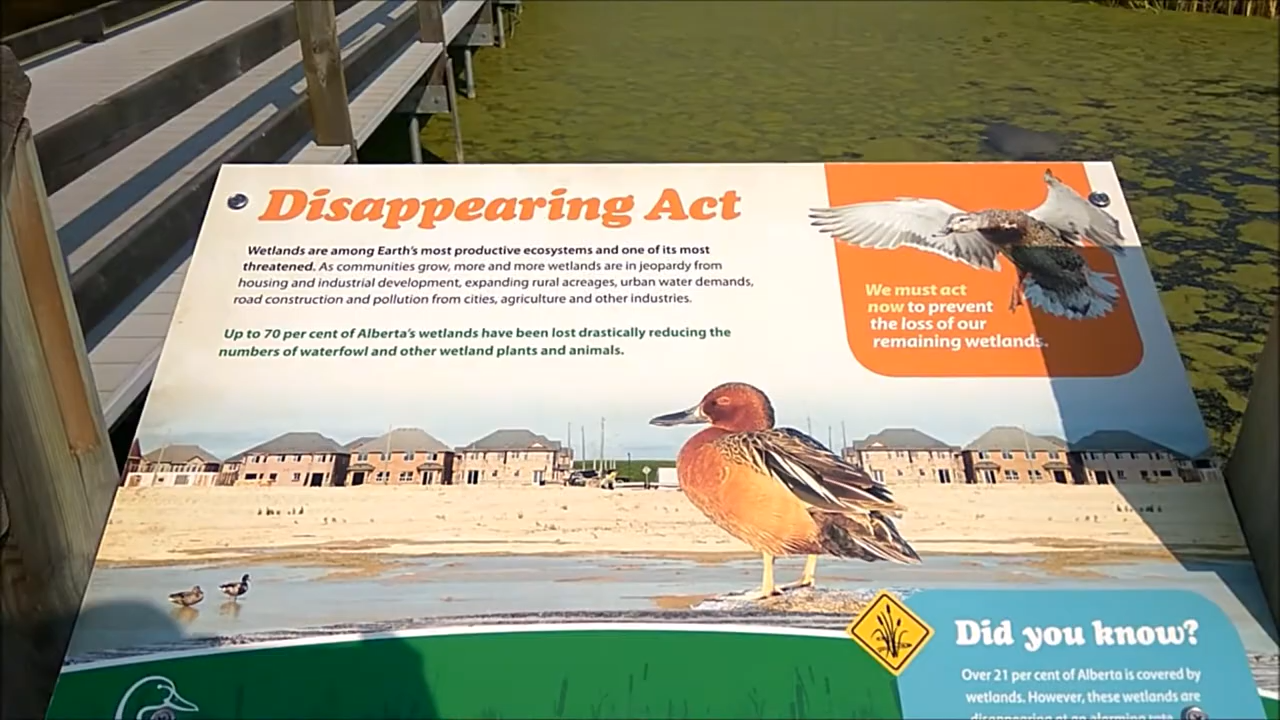 Disappearing Act
Wetlands are among Earth's most productive ecosystems and one of its most
threatened. As communities grow, more and more wetlands are in jeopardy from
housing and industrial development, expanding rural acreages, urban water demands,
road construction and pollution from cities, agriculture and other industries.
Up to 70 per cent of Alberta's wetlands have been lost drastically reducing the
numbers of waterfowl and other wetland plants and animals.
We must act
now to prevent
the loss of our
remaining wetlands.
Did you know?
Over 21 per cent of Alberta is covered by
wetlands. However, these wetlands are
disappearing at an alarming rate